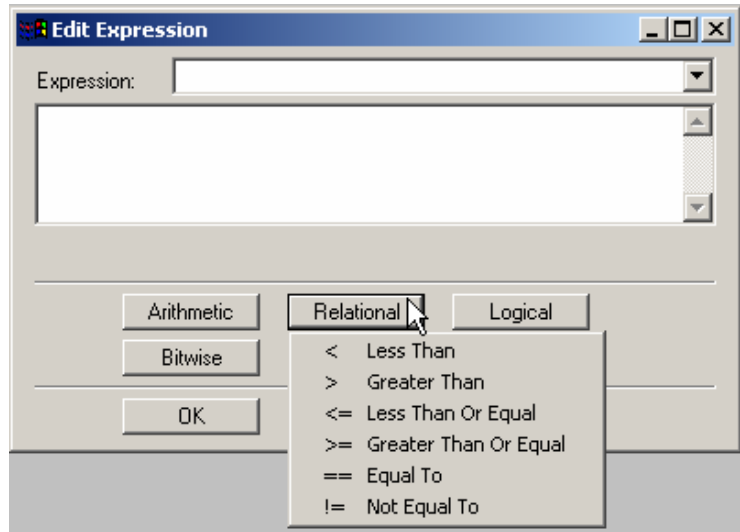 Edit Expression
Expression:
Arithmetic Relational Logical
Bitwise
< Less Than
> Greater Than
<= Less Than Or Equal
OK
>= Greater Than Or Equal
== Equal To
!= Not Equal To